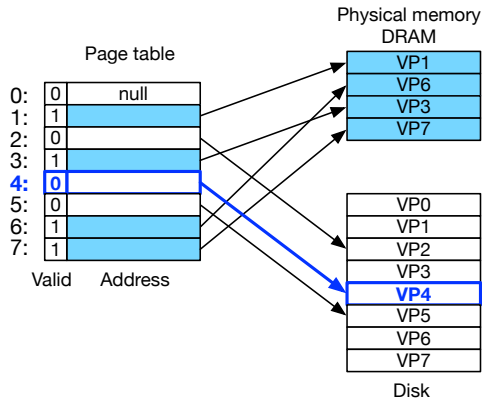 Page table
0: 0 null
1: 1
2: 0
3: 1
4: 0
5: 0
6: 1
7: 1
Valid Address
Physical memory
DRAM
VP1
VP6
VP3
VP7
VP0
VP1
VP2
VP3
VP4
VP5
VP6
VP7
Disk